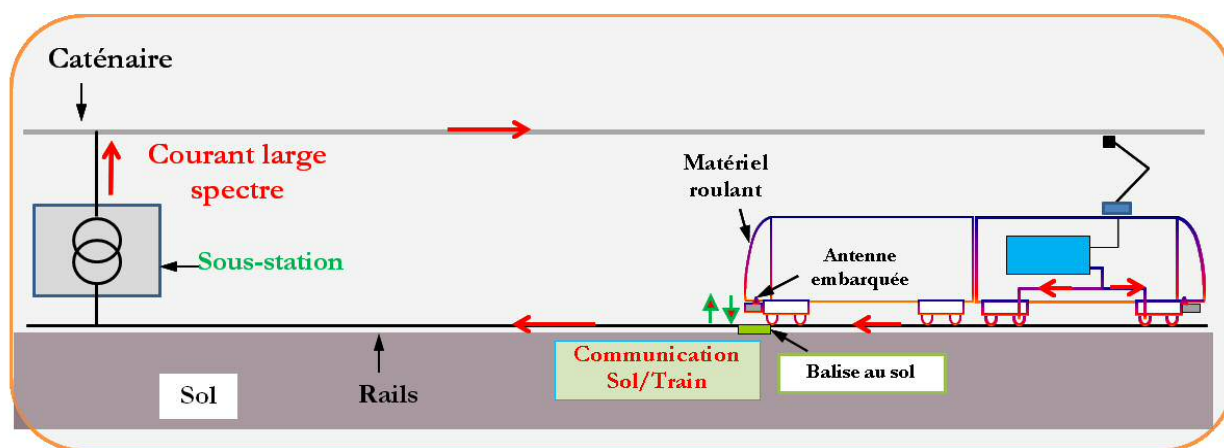 Caténaire
Courant large
spectre
Matériel
roulant
Sous-station
Antenne
embarquée
Communication
Sol/Train
Balise au sol
Sol
Rails